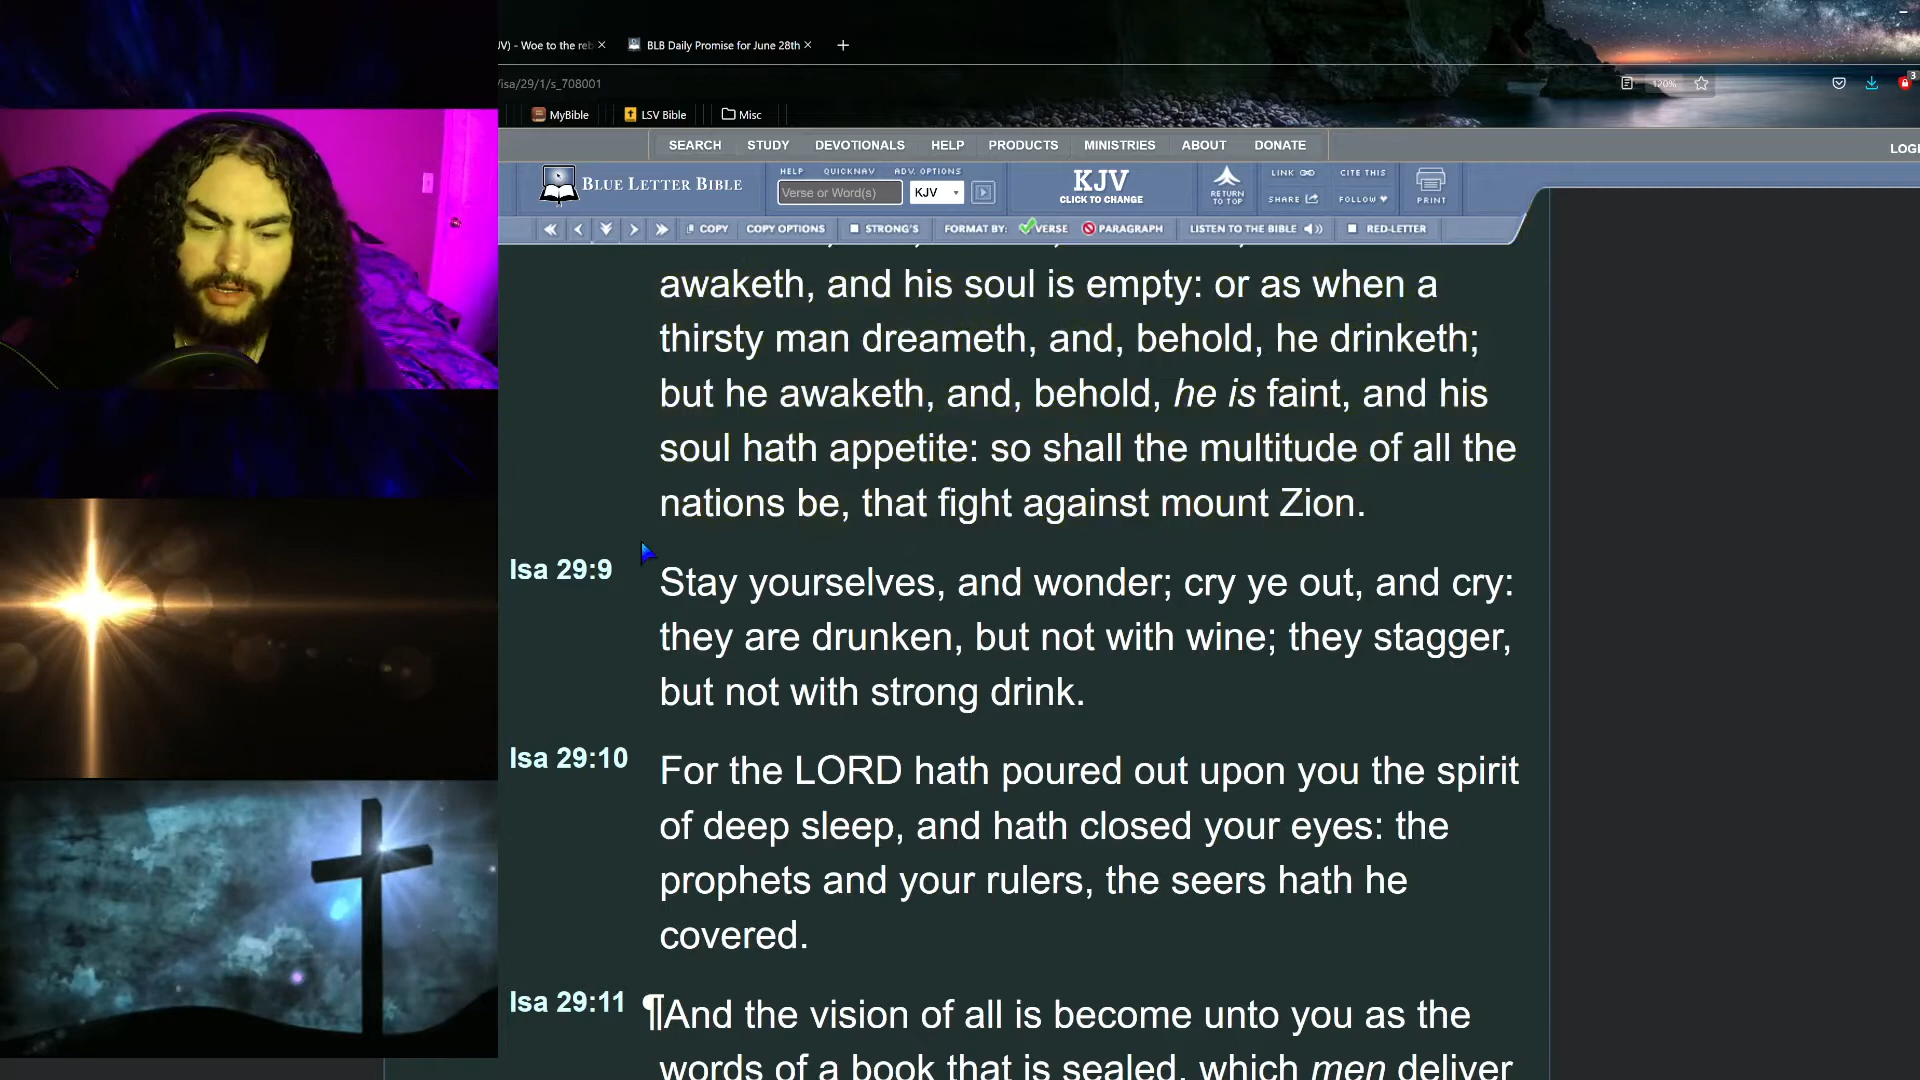 JV) - Woe to the reb
BLB Daily Promise for June 28th
/isa/29/1/s_708001
120%
3
MyBible
LSV Bible
Misc
SEARCH STUDY DEVOTIONALS HELP PRODUCTS MINISTRIES ABOUT DONATE
LOGI
BLUE LETTER BIBLE
HELP QUICKNAV ADV. OPTIONS
Verse or Word(s)
KJV
KJV
CLICK TO CHANGE
RETURN
TO TOP
LINK
CITE THIS
SHARE
FOLLOW
PRINT
COPY COPY OPTIONS STRONG'S FORMAT BY: VERSE PARAGRAPH LISTEN TO THE BIBLE RED-LETTER
awaketh, and his soul is empty: or as when a
thirsty man dreameth, and, behold, he drinketh;
but he awaketh, and, behold, he is faint, and his
soul hath appetite: so shall the multitude of all the
nations be, that fight against mount Zion.
Isa 29:9
Stay yourselves, and wonder; cry ye out, and cry:
they are drunken, but not with wine; they stagger,
but not with strong drink.
Isa 29:10
For the LORD hath poured out upon you the spirit
of deep sleep, and hath closed your eyes: the
prophets and your rulers, the seers hath he
covered.
Isa 29:11
¶And the vision of all is become unto you as the
words of a book that is sealed, which men deliver